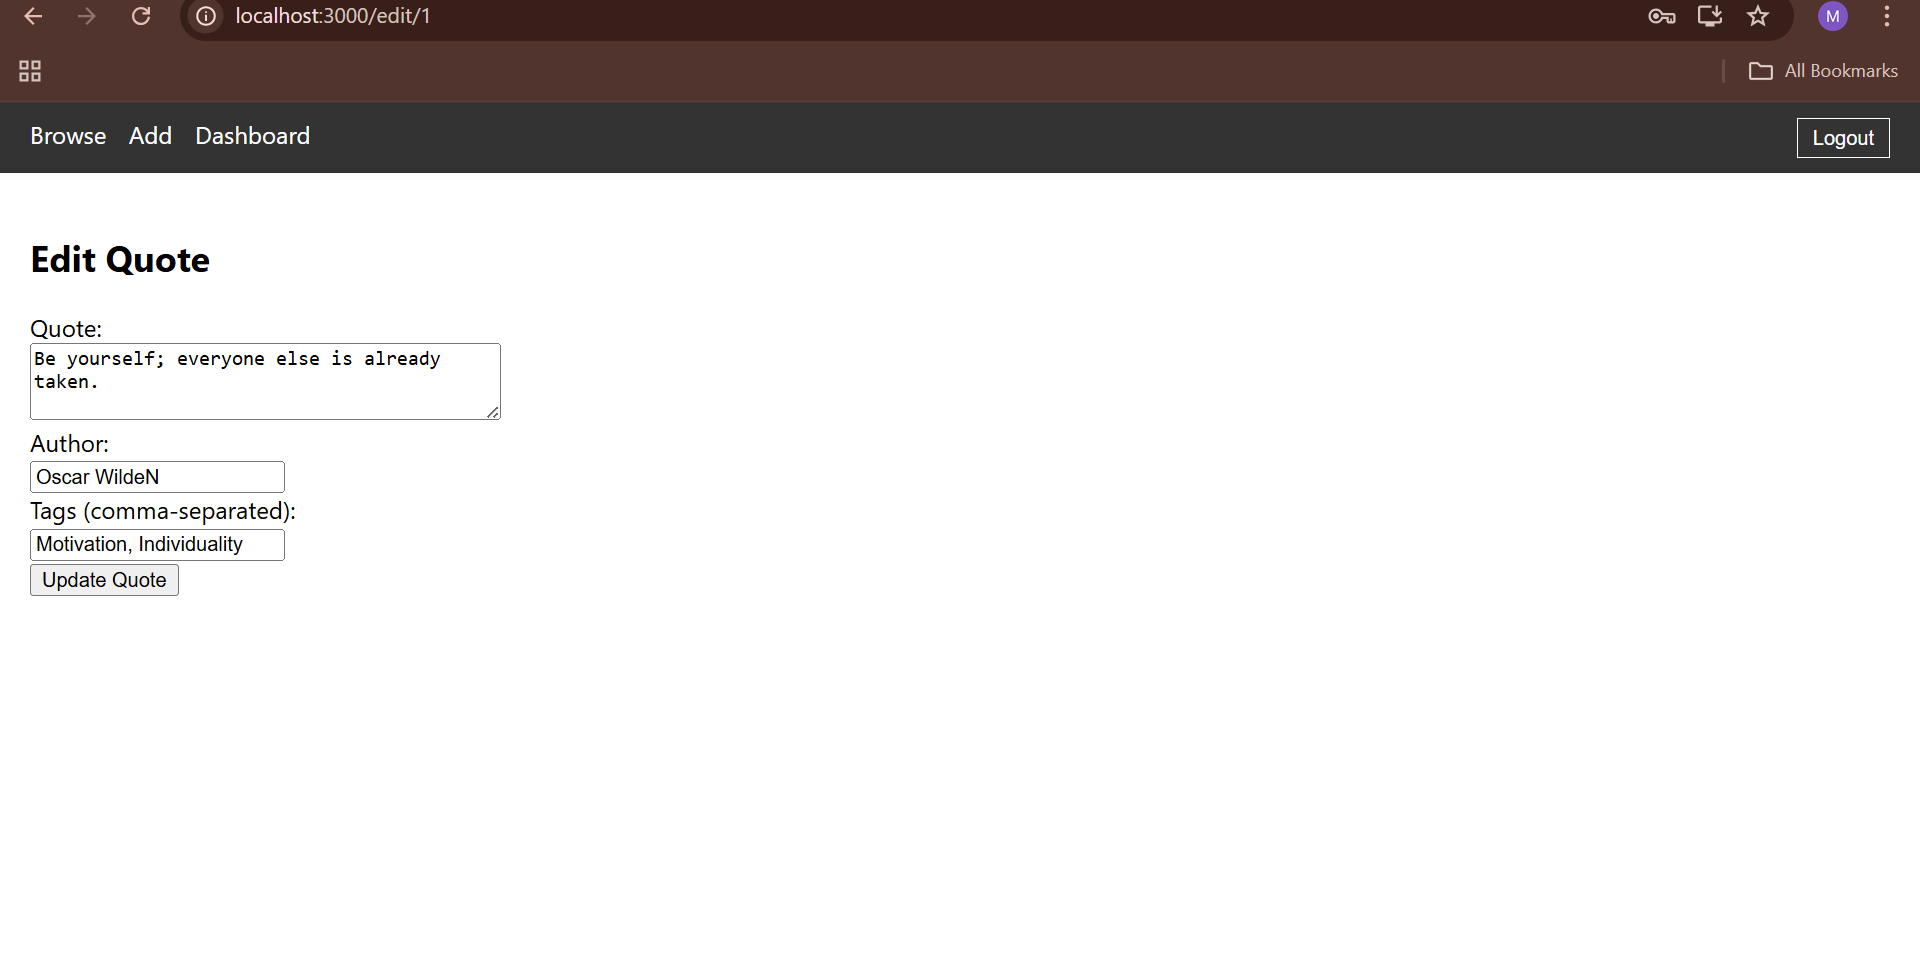 localhost:3000/edit/1
M
All Bookmarks
Browse Add Dashboard Logout
Edit Quote
Quote:
Be yourself; everyone else is already
taken.
Author:
Oscar WildeN
Tags (comma-separated):
Motivation, Individuality
Update Quote